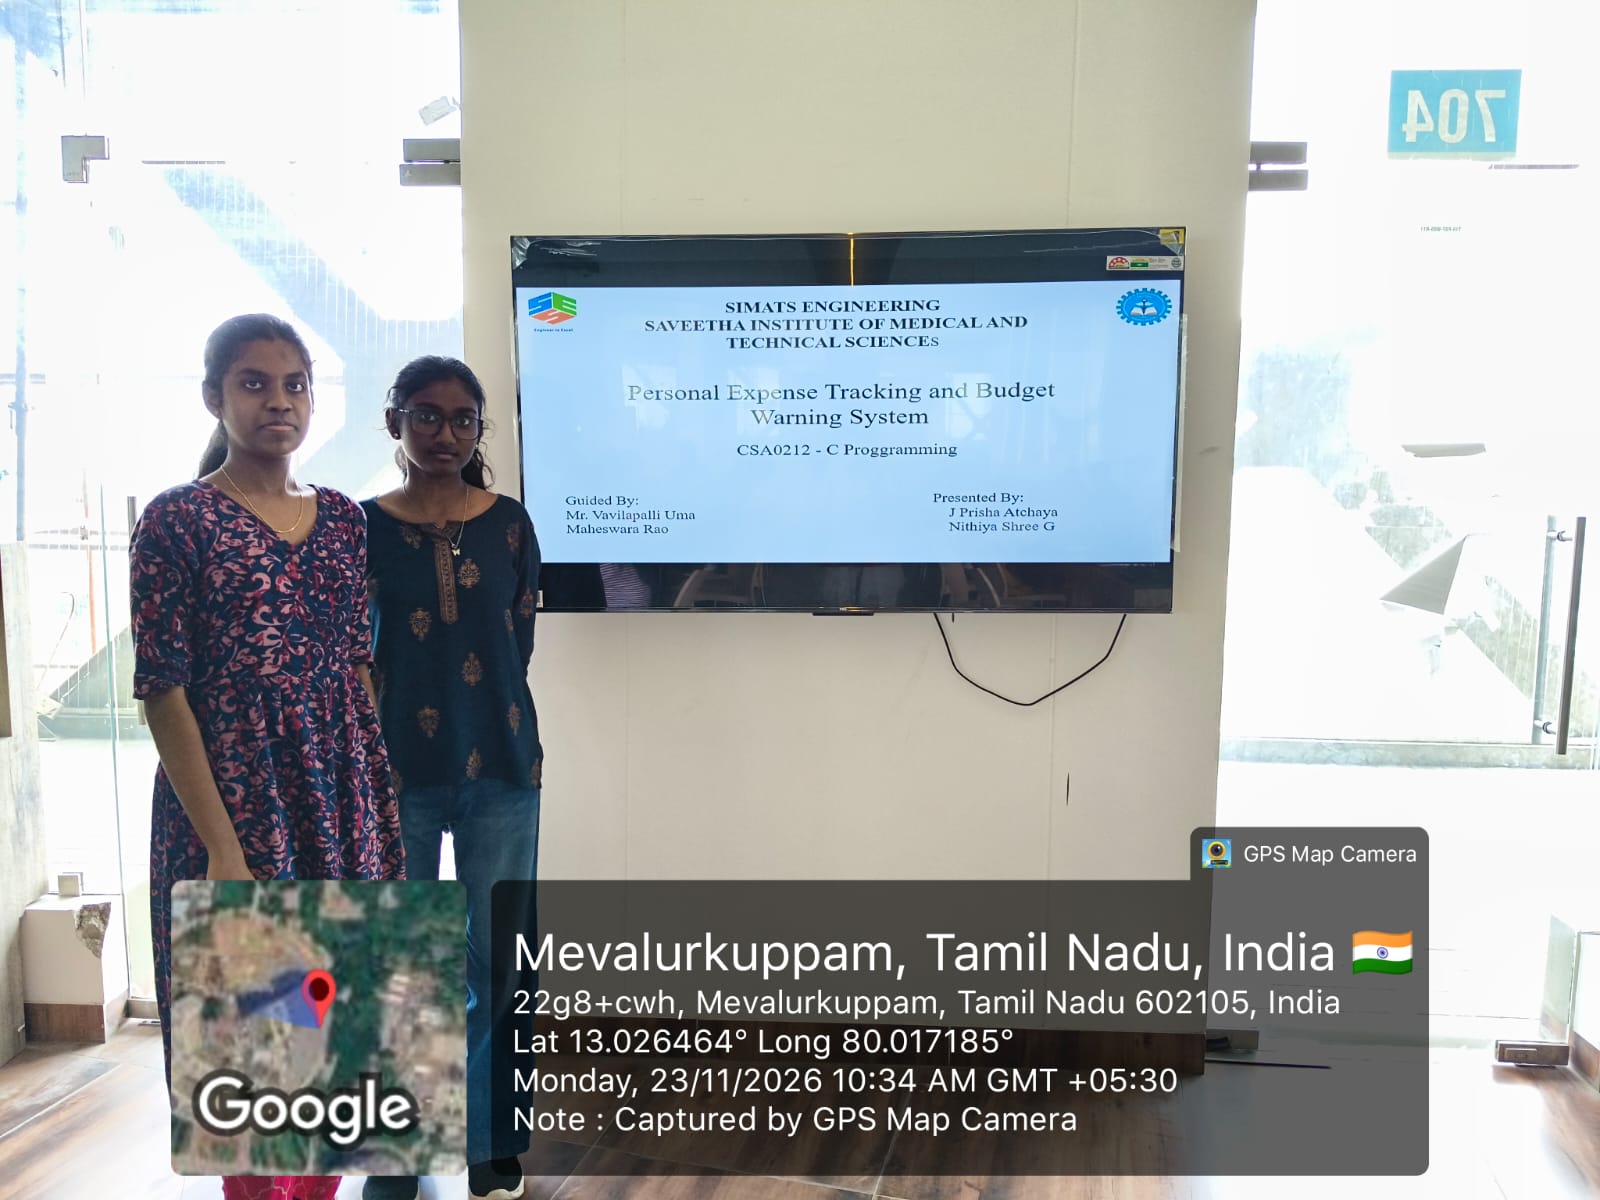 704
SIMATS ENGINEERING
SAVEETHA INSTITUTE OF MEDICAL AND
TECHNICAL SCIENCES
Engineer to Excel
Personal Expense Tracking and Budget
Warning System
CSA0212 - C Proggramming
Guided By:
Mr. Vavilapalli Uma
Maheswara Rao
Presented By:
J Prisha Atchaya
Nithiya Shree G
GPS Map Camera
Mevalurkuppam, Tamil Nadu, India
22g8+cwh, Mevalurkuppam, Tamil Nadu 602105, India
Lat 13.026464° Long 80.017185°
Monday, 23/11/2026 10:34 AM GMT +05:30
Note : Captured by GPS Map Camera
Google